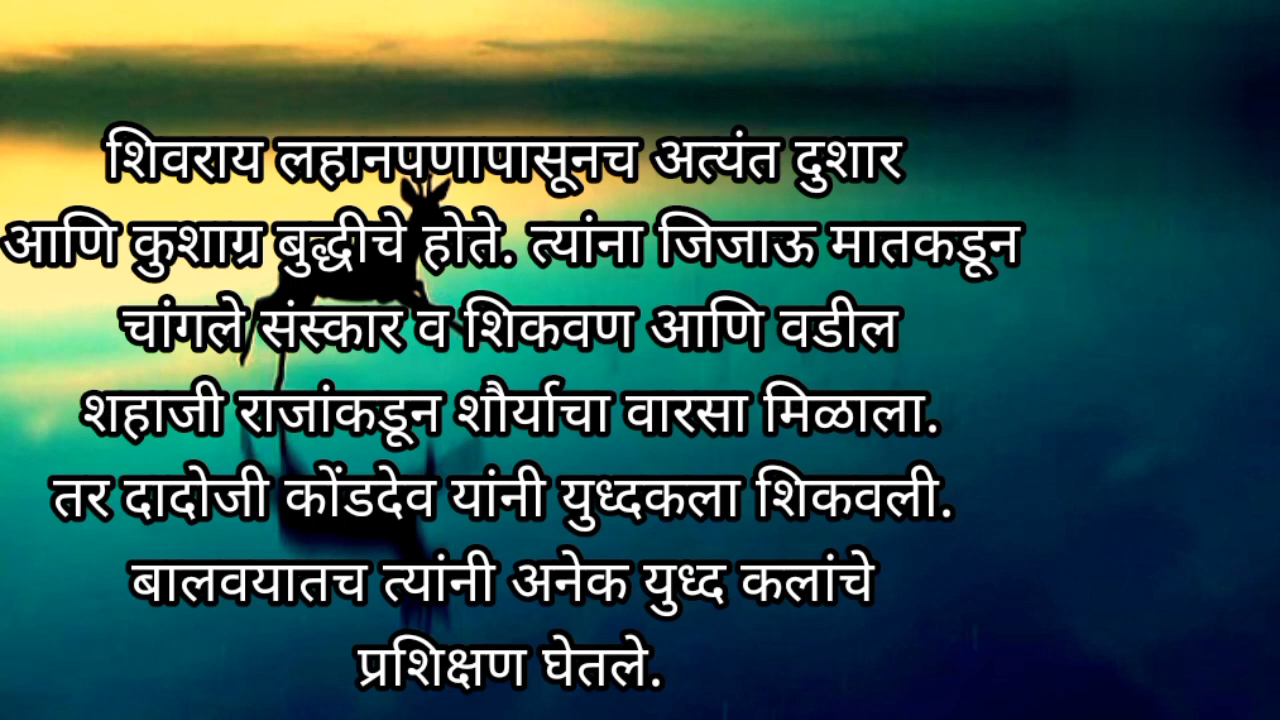 शिवराय लहानपणापासूनच अत्यंत दुशार
आणि कुशाग्र बुद्धीचे होते. त्यांना जिजाऊ मातकडून
चांगले संस्कार व शिकवण आणि वडील
शहाजी राजांकडून शौर्याचा वारसा मिळाला.
तर दादोजी कोंडदेव यांनी युध्दकला शिकवली.
बालवयातच त्यांनी अनेक युध्द कलांचे
प्रशिक्षण घेतले.